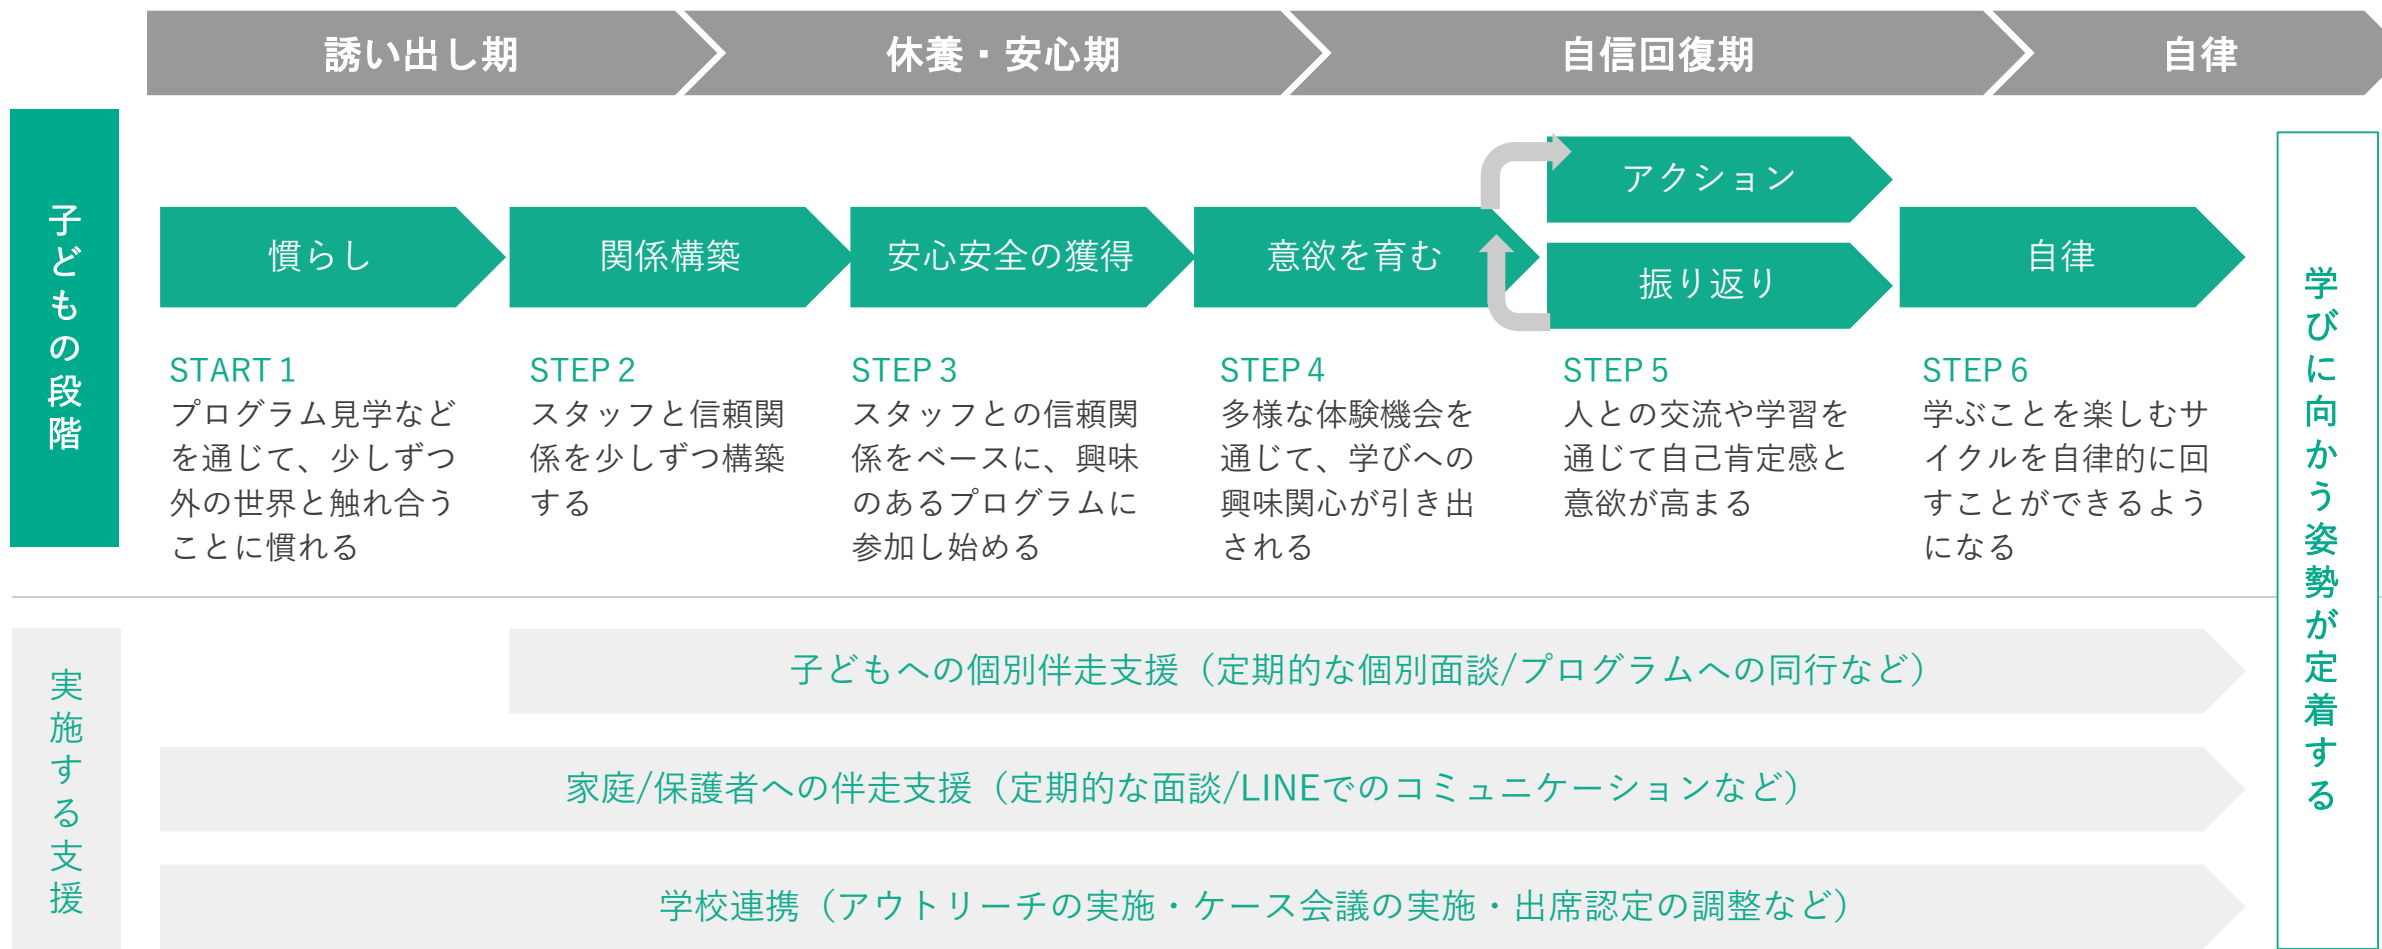 誘い出し期
休養・安心期
自信回復期
自律
子どもの段階
慣らし
関係構築
安心安全の獲得
意欲を育む
アクション
振り返り
自律
START 1
プログラム見学など
を通じて、少しずつ
外の世界と触れ合う
ことに慣れる
STEP 2
スタッフと信頼関
係を少しずつ構築
する
STEP 3
スタッフとの信頼関
係をベースに、興味
のあるプログラムに
参加し始める
STEP 4
多様な体験機会を
通じて、学びへの
興味関心が引き出
される
STEP 5
人との交流や学習を
通じて自己肯定感と
意欲が高まる
STEP 6
学ぶことを楽しむサ
イクルを自律的に回
すことができるよう
になる
学びに向かう姿勢が定着する
実施する支援
子どもへの個別伴走支援（定期的な個別面談/プログラムへの同行など）
家庭/保護者への伴走支援（定期的な面談/LINEでのコミュニケーションなど）
学校連携（アウトリーチの実施・ケース会議の実施・出席認定の調整など）